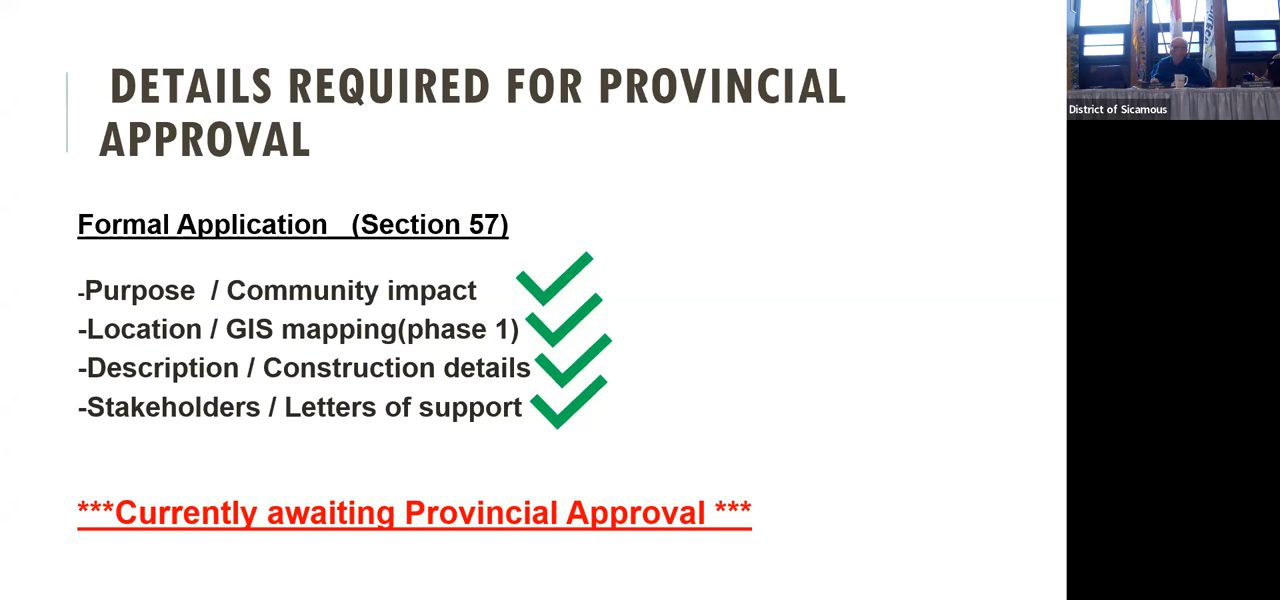 DETAILS REQUIRED FOR PROVINCIAL
APPROVAL
Formal Application (Section 57)
-Purpose / Community impact
-Location / GIS mapping(phase 1)
-Description / Construction details
-Stakeholders / Letters of support
***Currently awaiting Provincial Approval ***
District of Sicamous